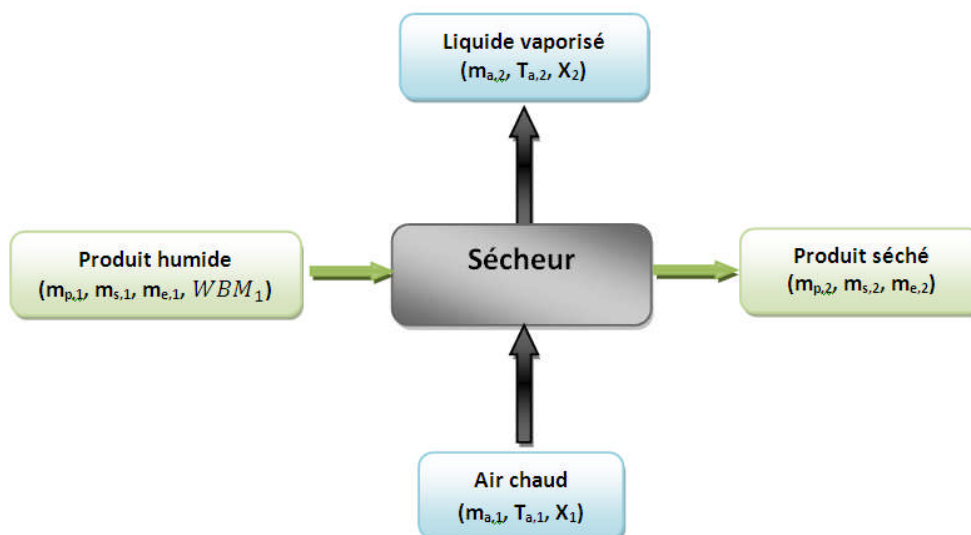 Liquide vaporisé
(mₐ,₂, Tₐ,₂, X₂)
Produit humide
(mₚ,₁, mₛ,₁, mₑ,₁, WBM₁)
Sécheur
Produit séché
(mₚ,₂, mₛ,₂, mₑ,₂)
Air chaud
(mₐ,₁, Tₐ,₁, X₁)